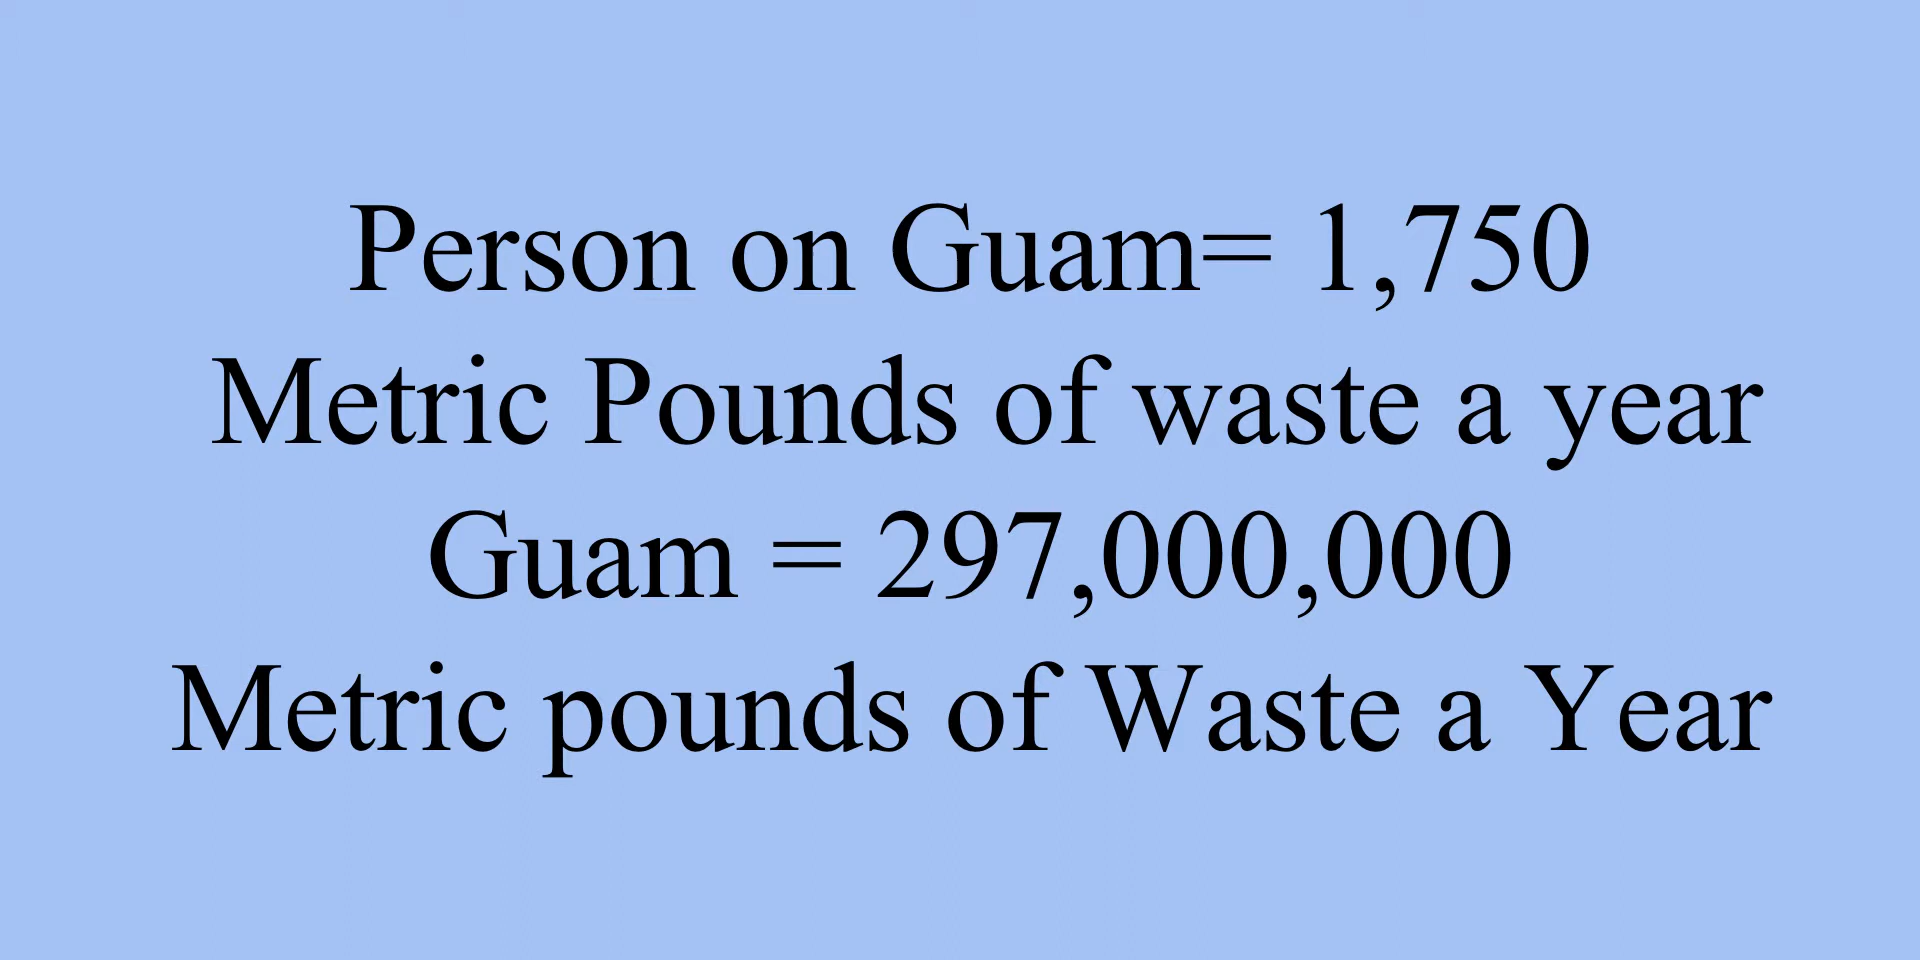 Person on Guam= 1,750
Metric Pounds of waste a year
Guam = 297,000,000
Metric pounds of Waste a Year